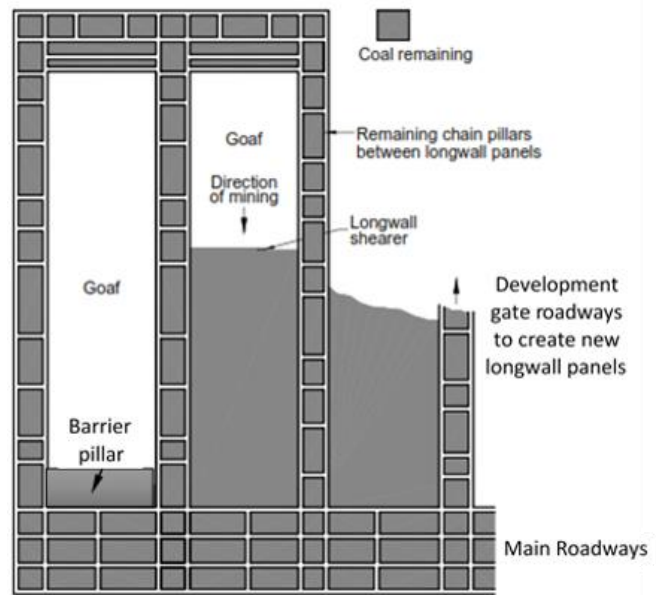 Coal remaining
Goaf
Remaining chain pillars
between longwall panels
Direction
of mining
Longwall
shearer
Goaf
Development
gate roadways
to create new
longwall panels
Barrier
pillar
Main Roadways